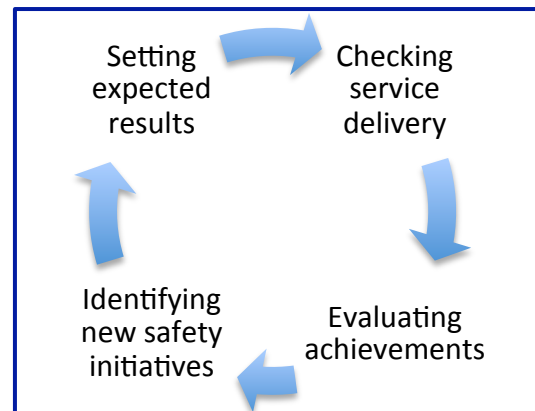 Setting
expected
results
Checking
service
delivery
Evaluating
achievements
Identifying
new safety
initiatives